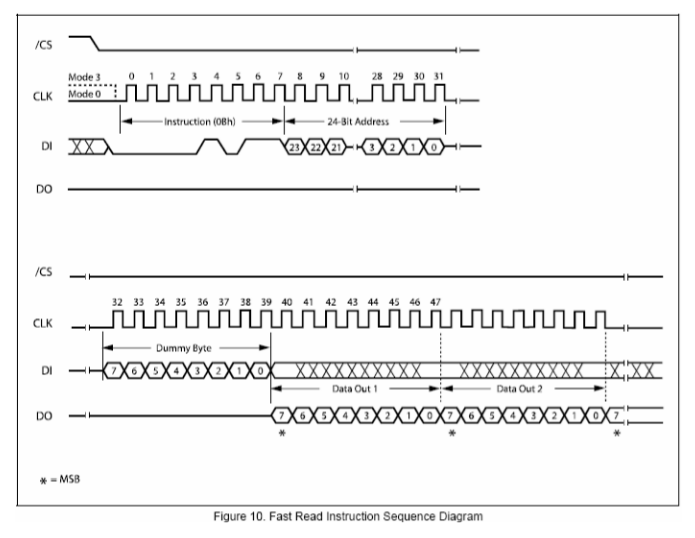 /CS
Mode 3 0 1 2 3 4 5 6 7 8 9 10 28 29 30 31
CLK Mode 0
Instruction (0Bh) 24-Bit Address
DI 23 22 21 3 2 1 0
DO
/CS
32 33 34 35 36 37 38 39 40 41 42 43 44 45 46 47
CLK
Dummy Byte
DI 7 6 5 4 3 2 1 0
Data Out 1 Data Out 2
DO 7 6 5 4 3 2 1 0 7 6 5 4 3 2 1 0 7
* * *
* = MSB
Figure 10. Fast Read Instruction Sequence Diagram